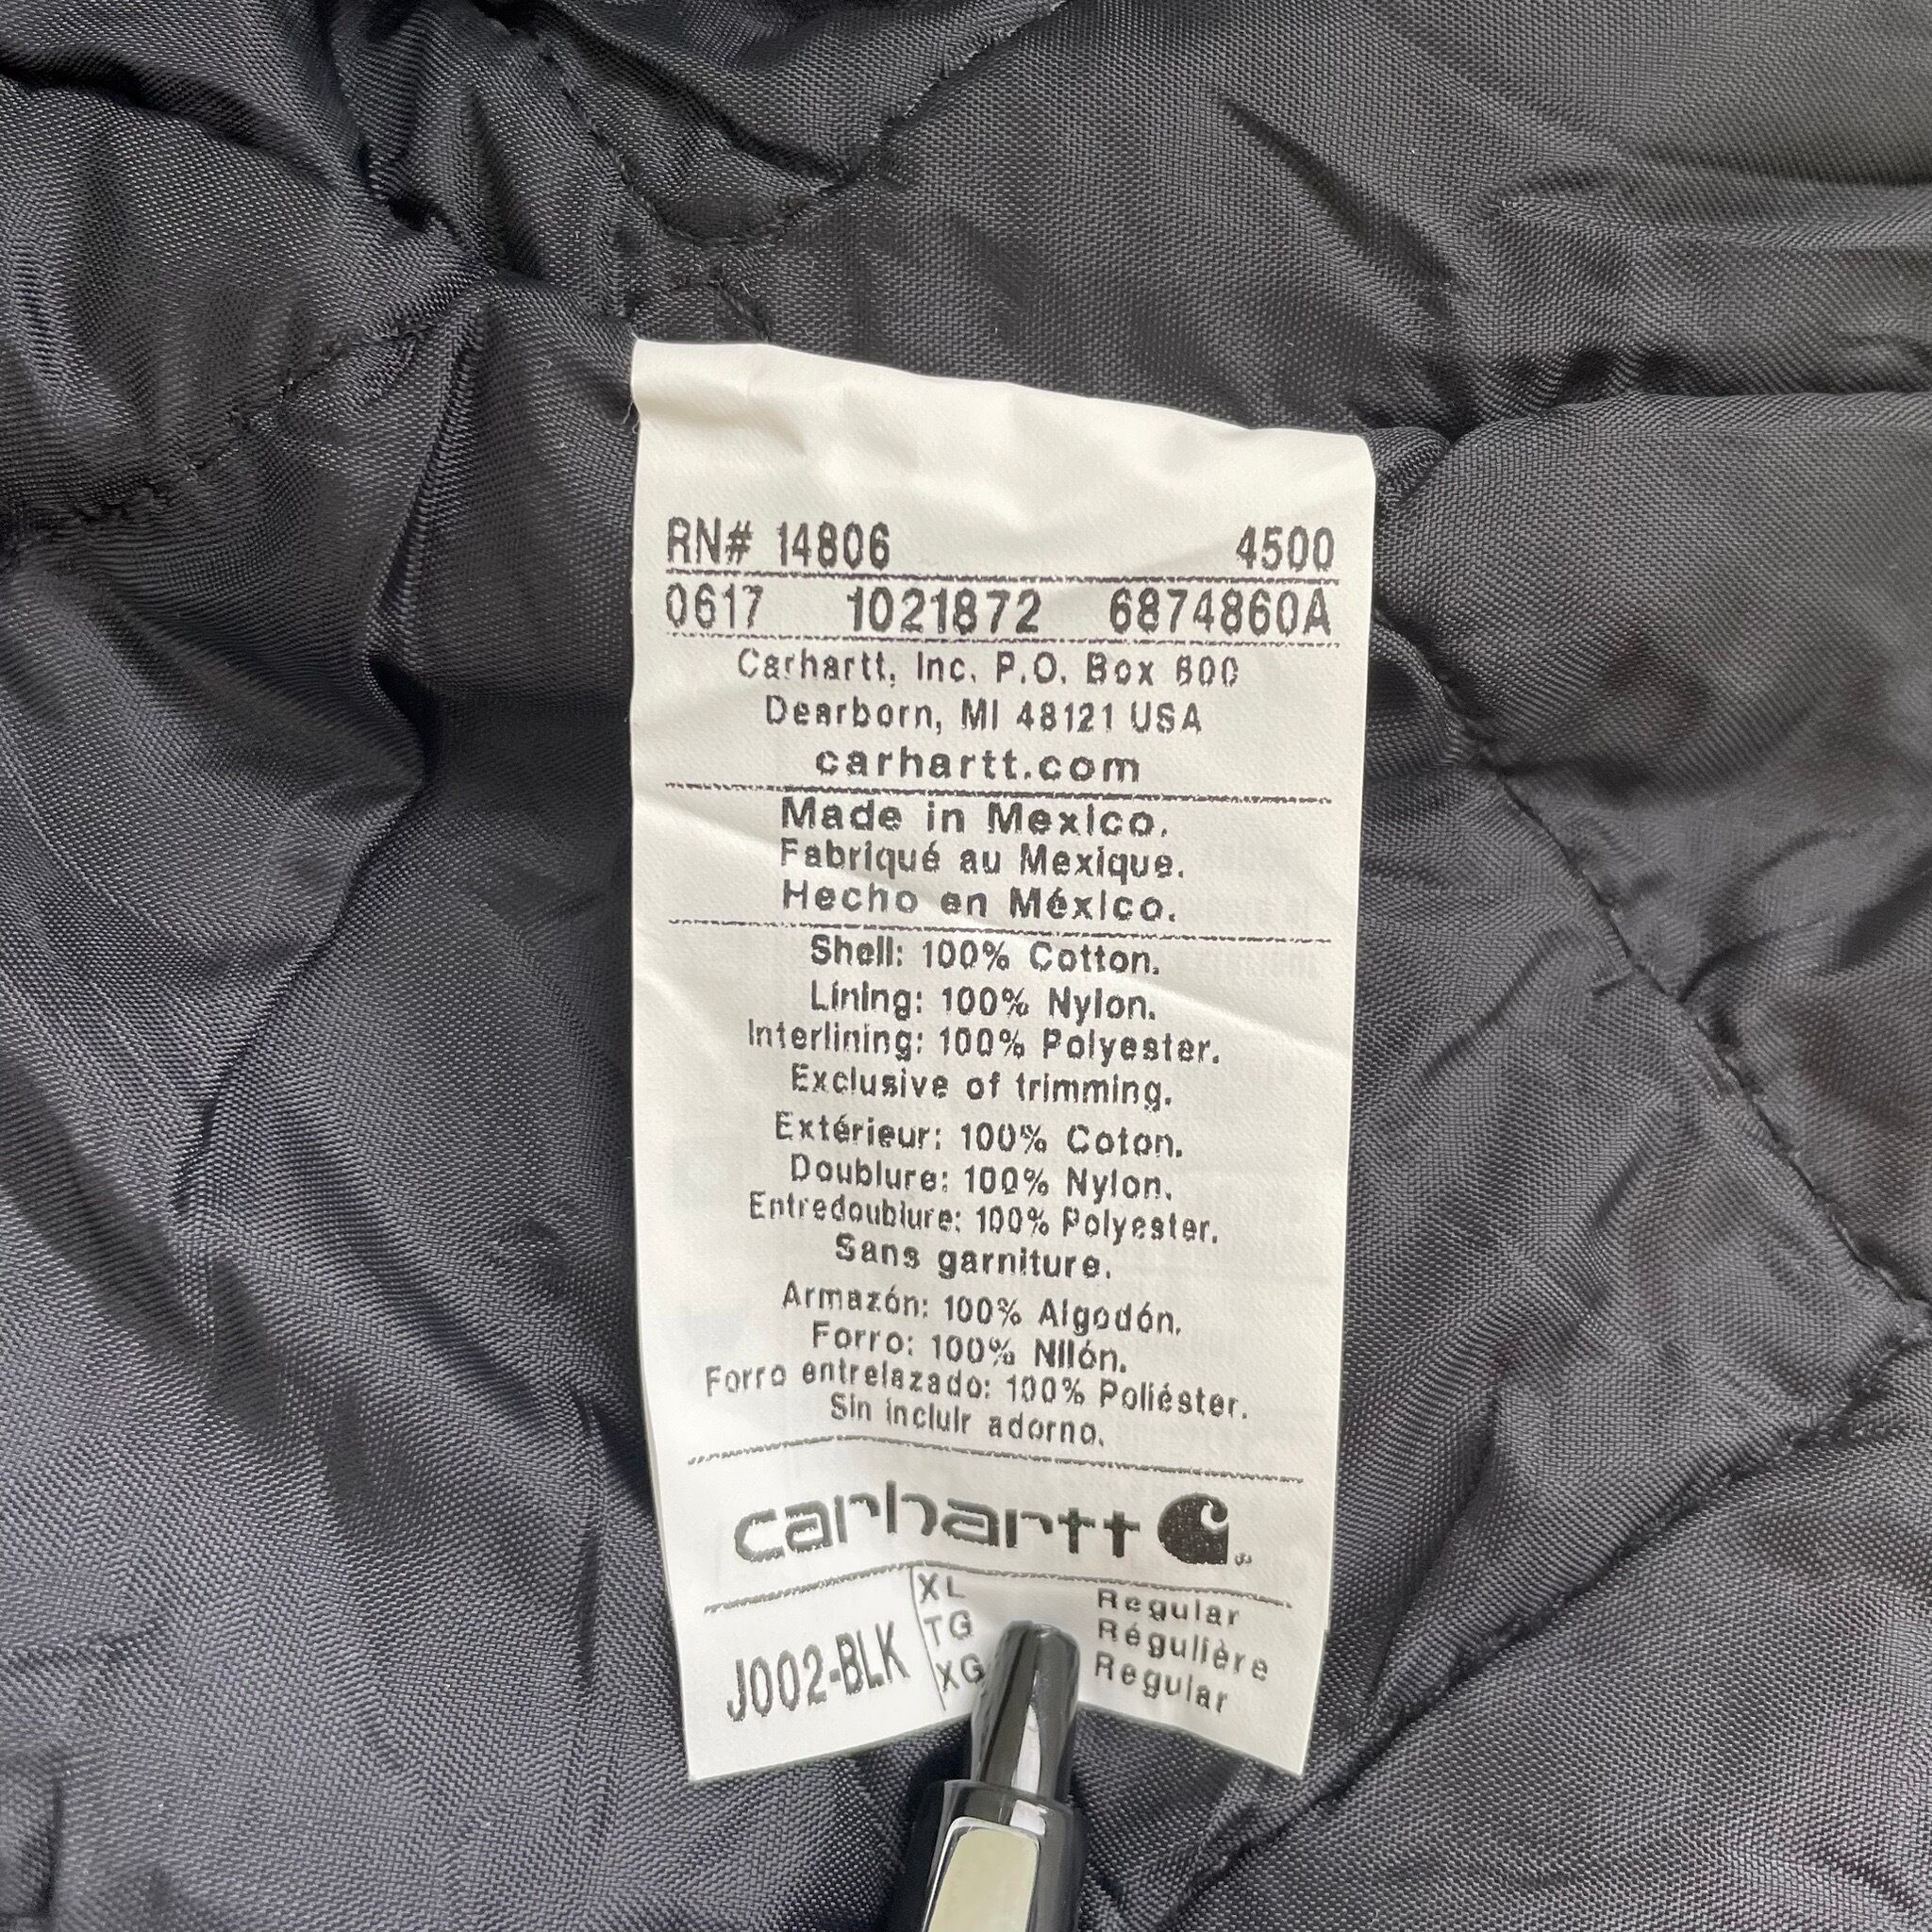 RN# 14806 4500
0617 1021872 6874860A
Carhartt, Inc. P.O. Box 600
Dearborn, MI 48121 USA
carhartt.com
Made in Mexico.
Fabriqué au Mexique.
Hecho en México.
Shell: 100% Cotton.
Lining: 100% Nylon.
Interlining: 100% Polyester.
Exclusive of trimming.
Extérieur: 100% Coton.
Doublure: 100% Nylon.
Entredoublure: 100% Polyester.
Sans garniture.
Armazón: 100% Algodón.
Forro: 100% Nilón.
Forro entrelazado: 100% Poliéster.
Sin incluir adorno.
carhartt
J002-BLK
XL Regular
TG Régulière
XG Regular